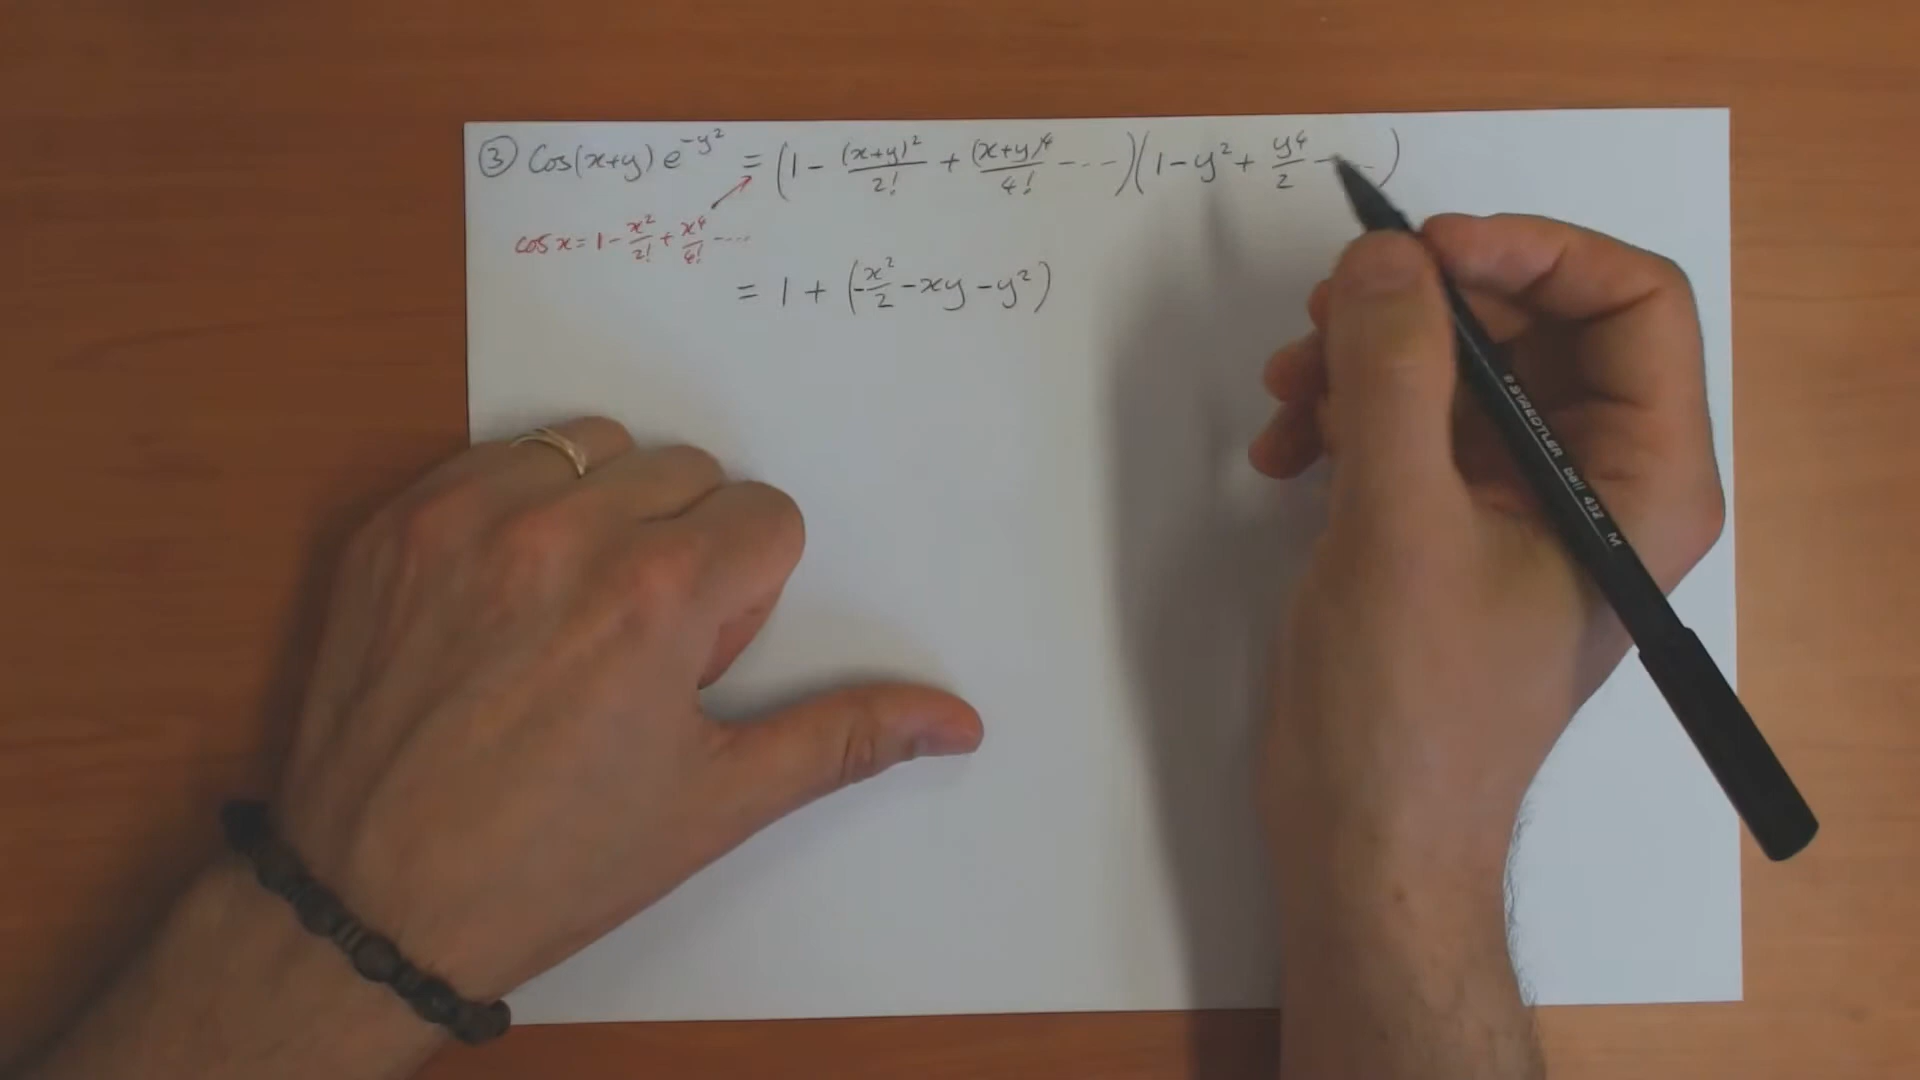 ③ Cos(x+y) e^{-y²} = (1 - (x+y)²/2! + (x+y)⁴/4! - ....)(1 - y² + y⁴/2 - ...)
cos x = 1 - x²/2! + x⁴/4! - ....
= 1 + (-x²/2 - xy - y²)
STAEDTLER ball 432 M